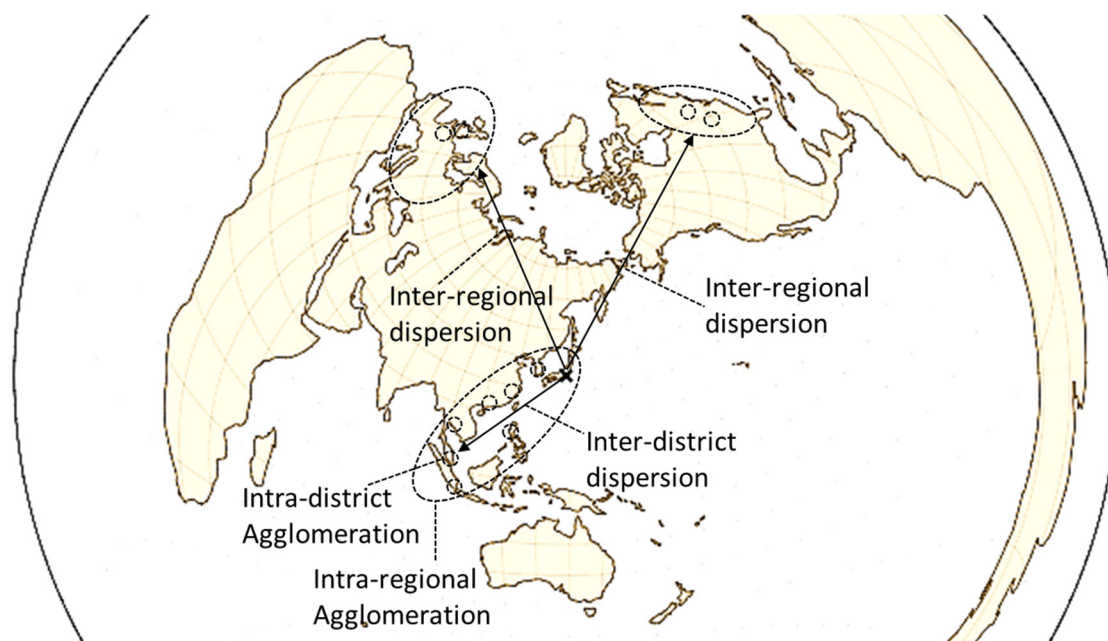 Inter-regional
dispersion
Inter-regional
dispersion
Inter-district
dispersion
Intra-district
Agglomeration
Intra-regional
Agglomeration